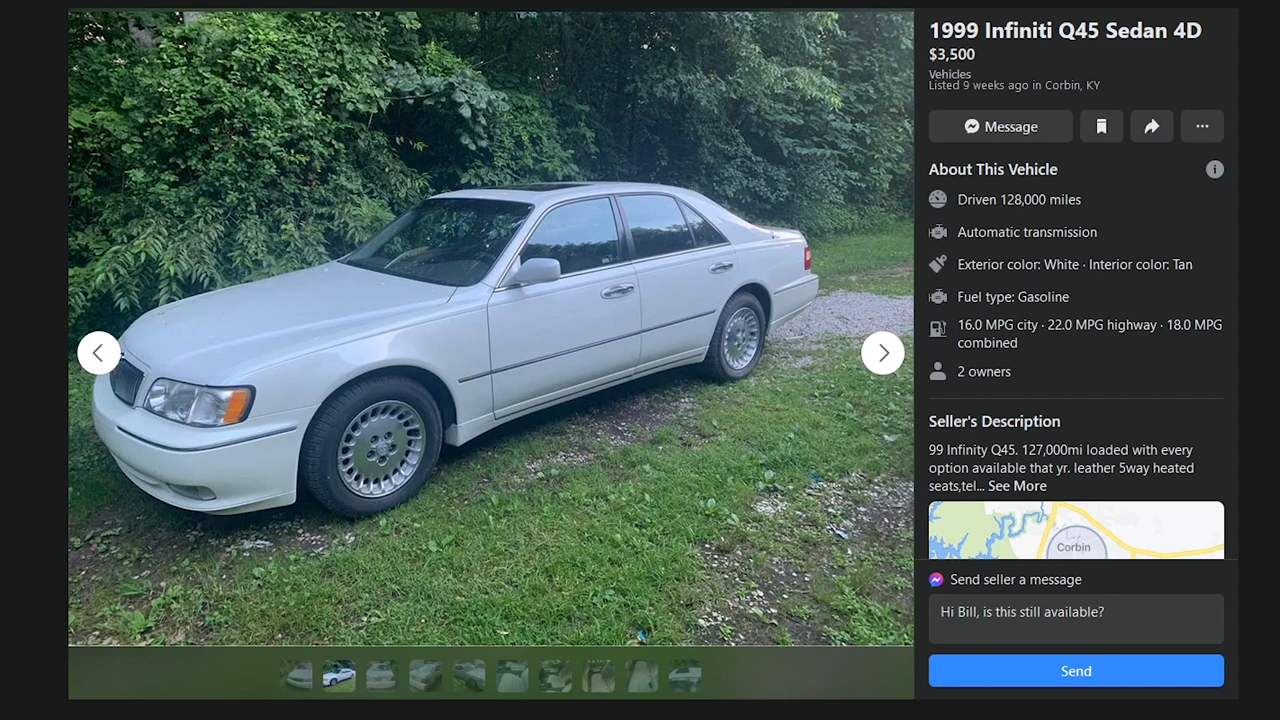 1999 Infiniti Q45 Sedan 4D
$3,500
Vehicles
Listed 9 weeks ago in Corbin, KY
Message
About This Vehicle
Driven 128,000 miles
Automatic transmission
Exterior color: White · Interior color: Tan
Fuel type: Gasoline
16.0 MPG city · 22.0 MPG highway · 18.0 MPG
combined
2 owners
Seller's Description
99 Infinity Q45. 127,000mi loaded with every
option available that yr. leather 5way heated
seats,tel... See More
Corbin
Send seller a message
Hi Bill, is this still available?
Send